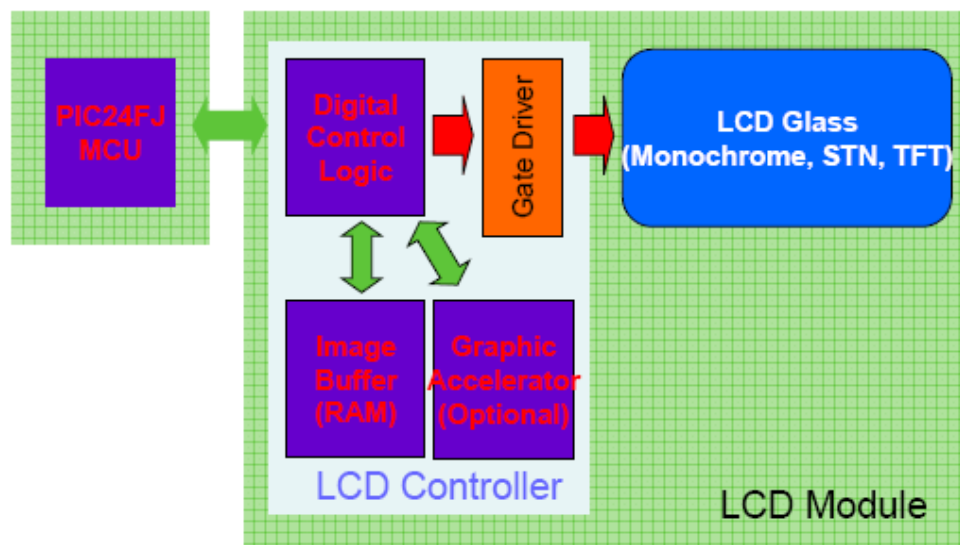 PIC24FJ
MCU
Digital
Control
Logic
Gate Driver
LCD Glass
(Monochrome, STN, TFT)
Image
Buffer
(RAM)
Graphic
Accelerator
(Optional)
LCD Controller
LCD Module